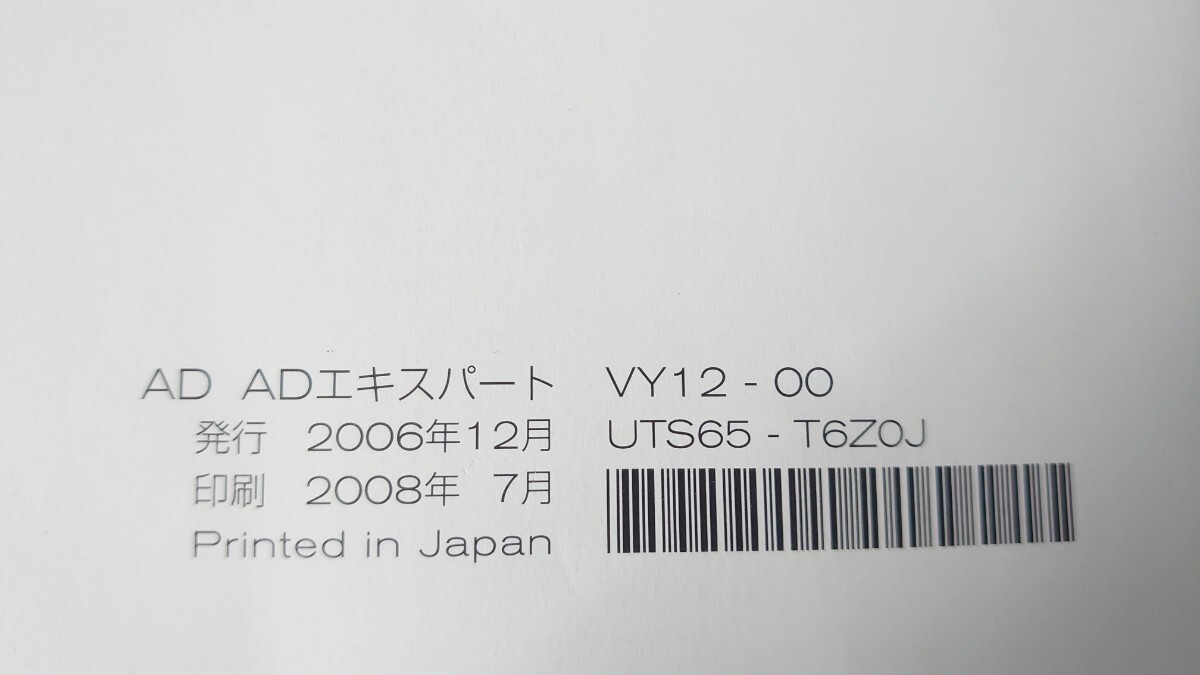 AD ADエキスパート VY12-00
発行 2006年12月 UTS65-T6Z0J
印刷 2008年 7月
Printed in Japan